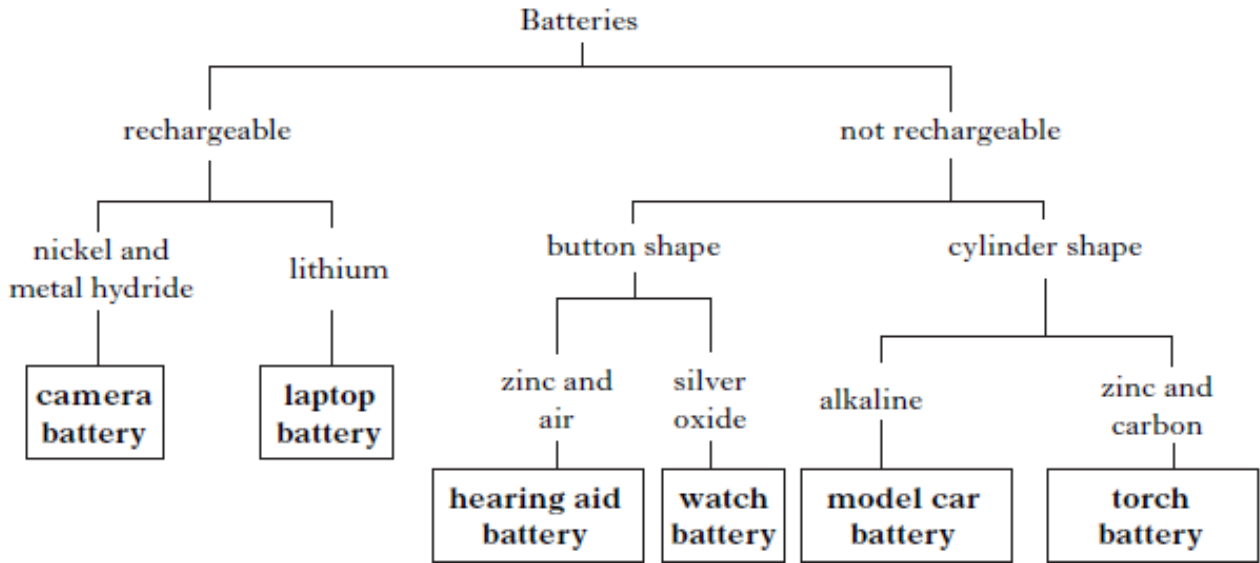 Batteries
rechargeable
not rechargeable
nickel and
metal hydride
lithium
button shape
cylinder shape
zinc and
air
silver
oxide
alkaline
zinc and
carbon
camera
battery
laptop
battery
hearing aid
battery
watch
battery
model car
battery
torch
battery